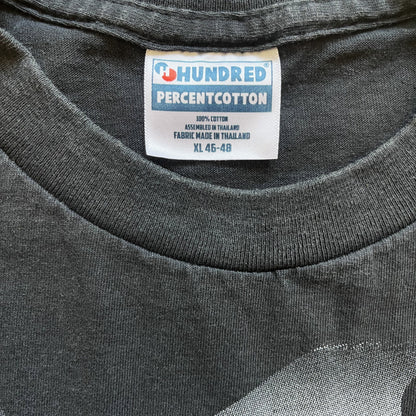 HUNDRED
PERCENTCOTTON
100% COTTON
ASSEMBLED IN THAILAND
FABRIC MADE IN THAILAND
XL 46-48